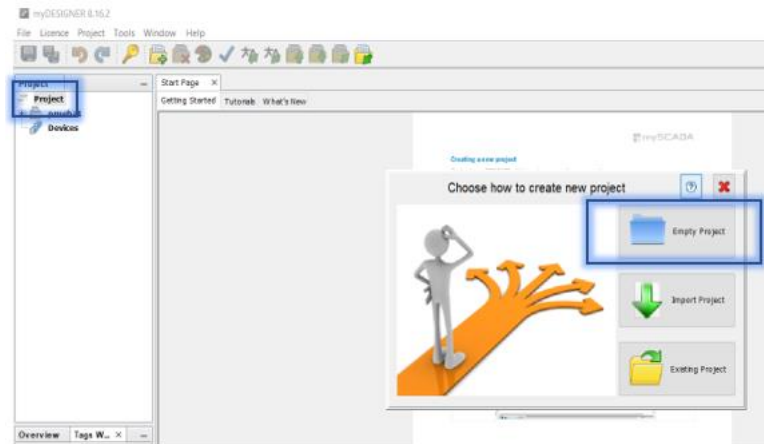 myDESIGNER 8.16.2
File Licence Project Tools Window Help
Project
Start Page
Getting Started Tutorials What's New
Project
Devices
mySCADA
Creating a new project
Choose how to create new project
Empty Project
Import Project
Existing Project
Overview Tags W...